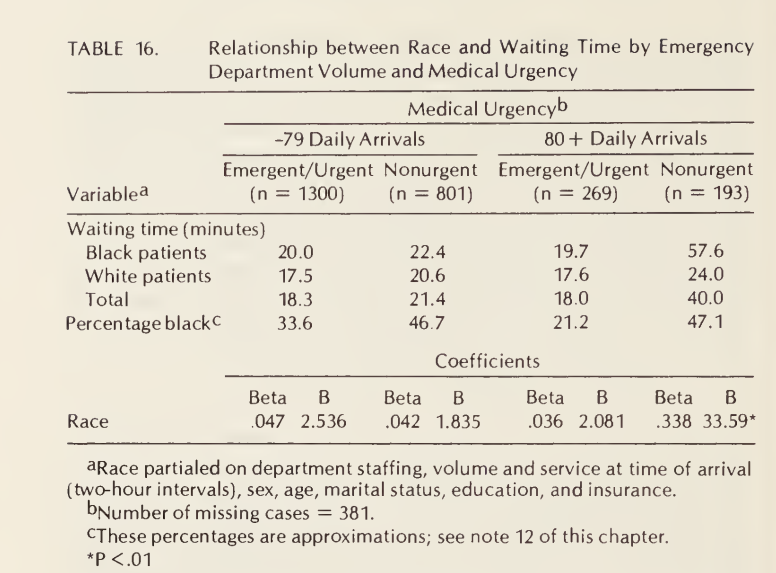 TABLE 16. Relationship between Race and Waiting Time by Emergency
Department Volume and Medical Urgency
Medical Urgencyb
-79 Daily Arrivals 80 + Daily Arrivals
Emergent/Urgent Nonurgent Emergent/Urgent Nonurgent
Variablea (n = 1300) (n = 801) (n = 269) (n = 193)
Waiting time (minutes)
Black patients 20.0 22.4 19.7 57.6
White patients 17.5 20.6 17.6 24.0
Total 18.3 21.4 18.0 40.0
Percentage blackc 33.6 46.7 21.2 47.1
Coefficients
Beta B Beta B Beta B Beta B
Race .047 2.536 .042 1.835 .036 2.081 .338 33.59*
aRace partialed on department staffing, volume and service at time of arrival
(two-hour intervals), sex, age, marital status, education, and insurance.
bNumber of missing cases = 381.
cThese percentages are approximations; see note 12 of this chapter.
*P <.01